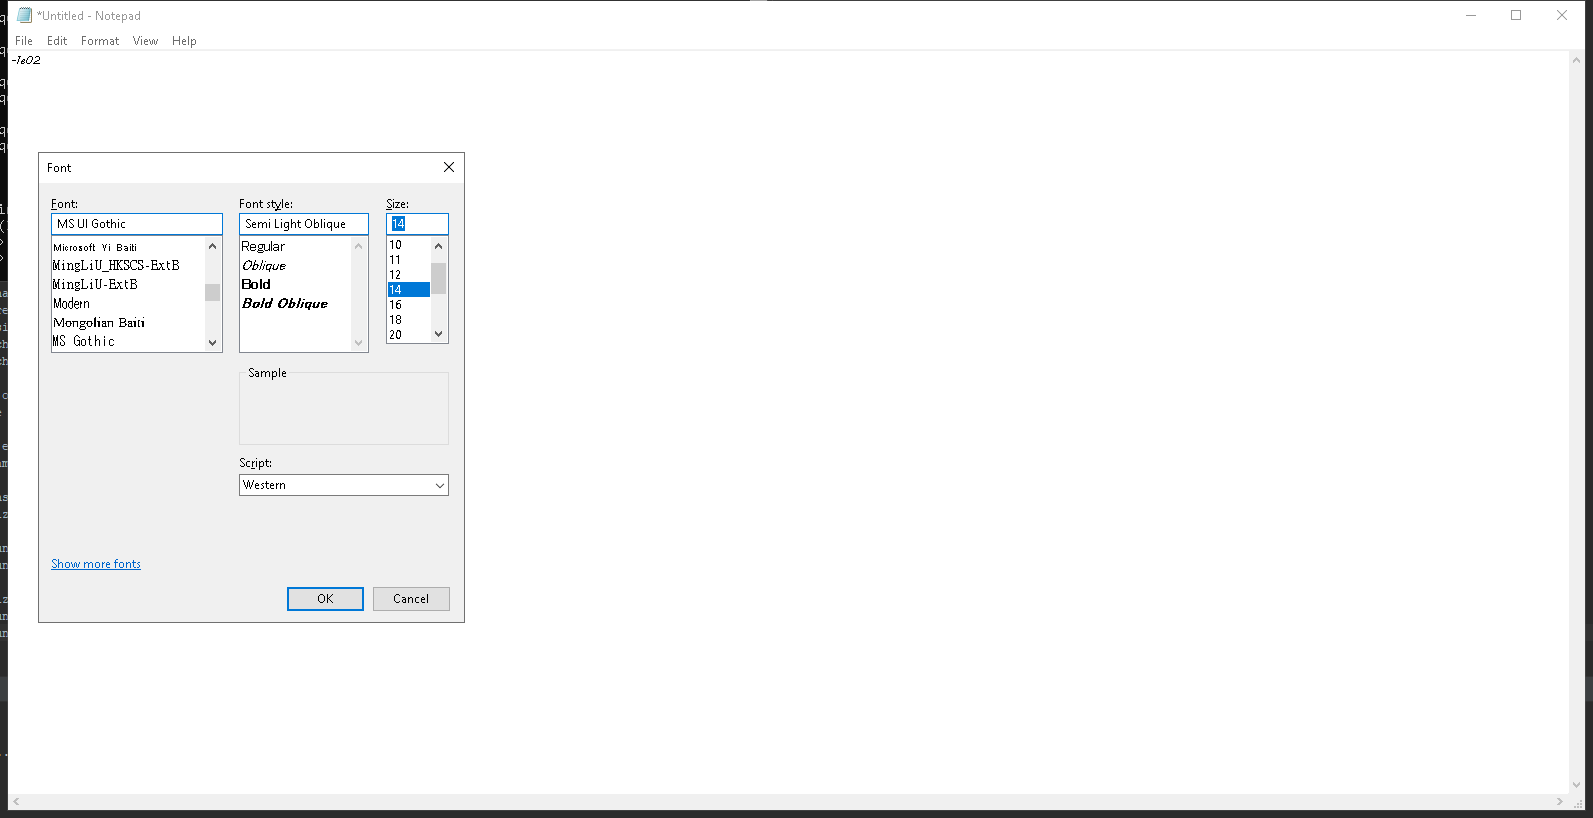 *Untitled - Notepad
File Edit Format View Help
-1e02
Font
Font: Font style: Size:
MS UI Gothic Semi Light Oblique 14
Microsoft Yi Baiti
MingLiU_HKSCS-ExtB
MingLiU-ExtB
Modern
Mongolian Baiti
MS Gothic
Regular
Oblique
Bold
Bold Oblique
10
11
12
14
16
18
20
Sample
Script:
Western
Show more fonts
OK Cancel